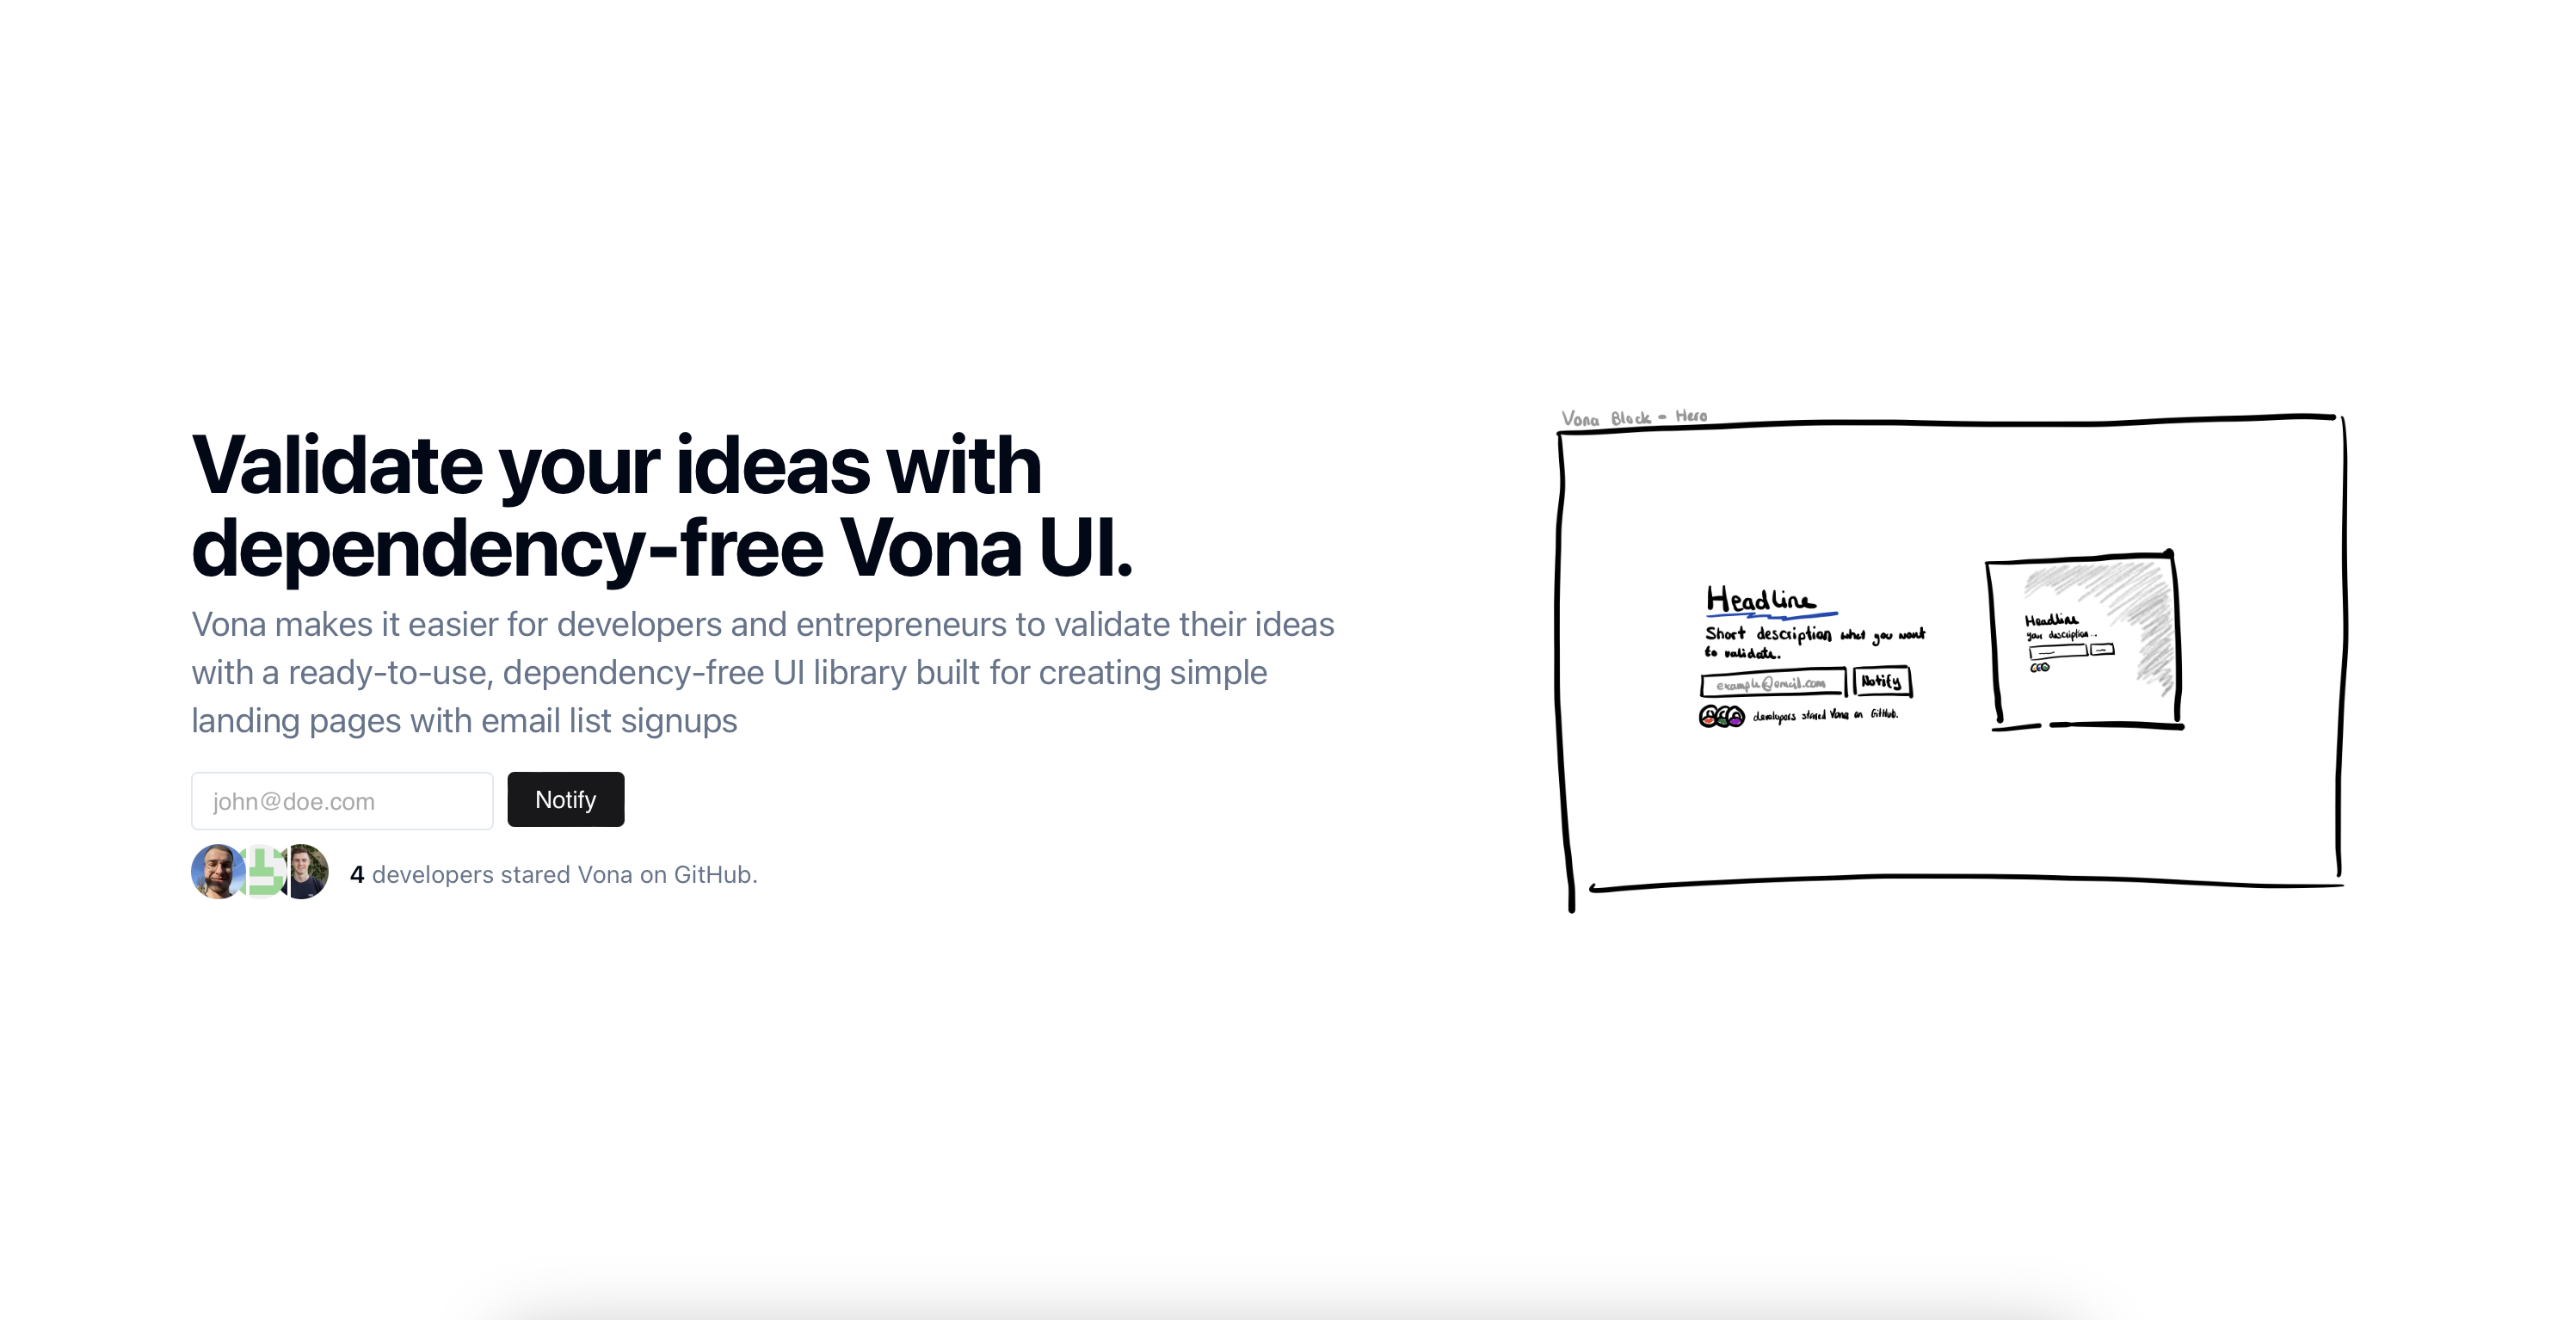 Validate your ideas with
dependency-free Vona UI.
Vona makes it easier for developers and entrepreneurs to validate their ideas
with a ready-to-use, dependency-free UI library built for creating simple
landing pages with email list signups
john@doe.com
Notify
4 developers stared Vona on GitHub.
Vona Block - Hero
Headline
Short description what you want
to validate.
example@email.com
Notify
developers stared Vona on GitHub.
Headline
your description...